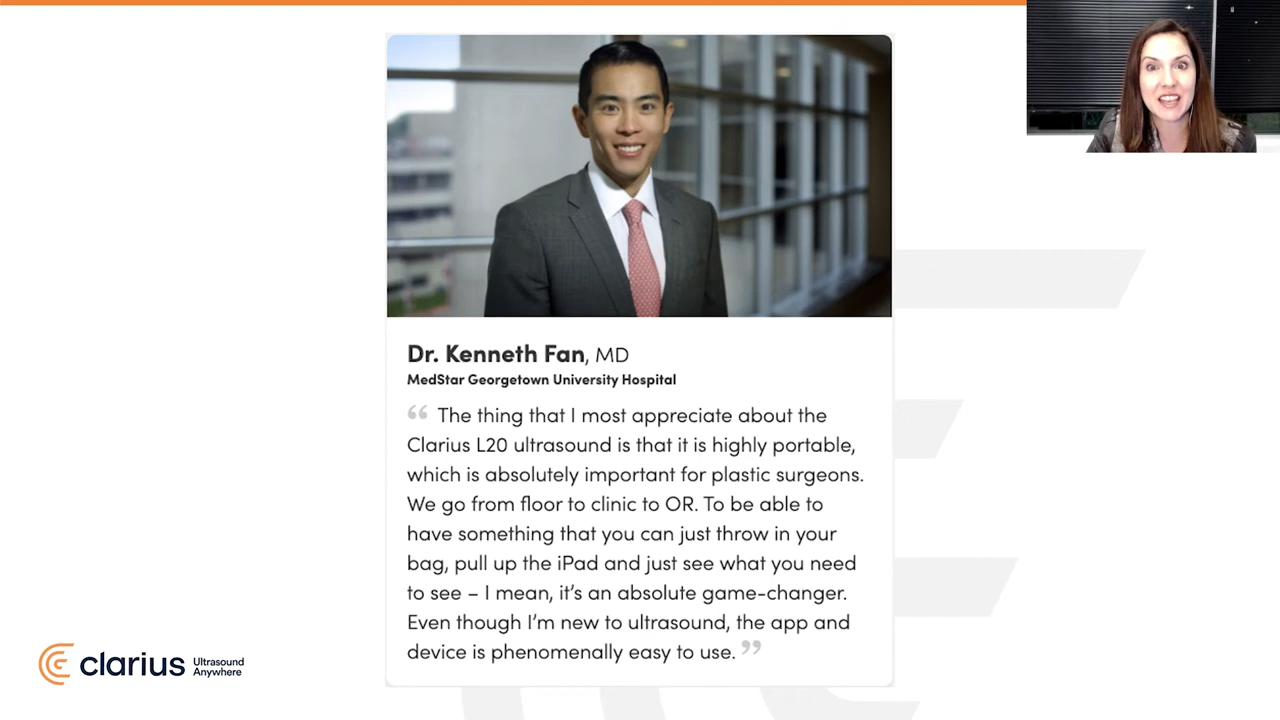 Dr. Kenneth Fan, MD
MedStar Georgetown University Hospital
“ The thing that I most appreciate about the
Clarius L20 ultrasound is that it is highly portable,
which is absolutely important for plastic surgeons.
We go from floor to clinic to OR. To be able to
have something that you can just throw in your
bag, pull up the iPad and just see what you need
to see – I mean, it’s an absolute game-changer.
Even though I’m new to ultrasound, the app and
device is phenomenally easy to use. ”
clarius Ultrasound
Anywhere